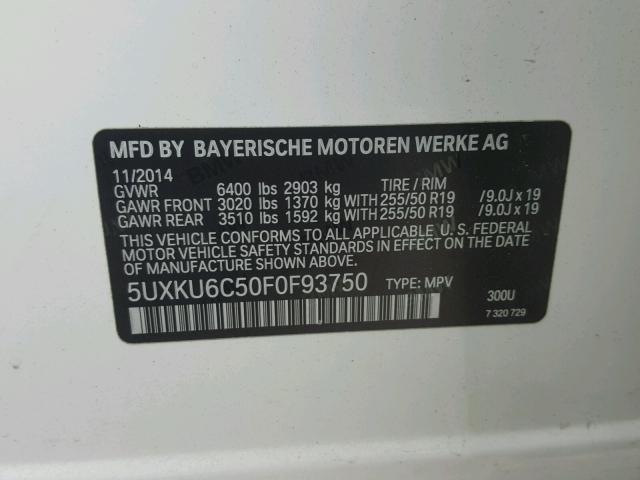 MFD BY BAYERISCHE MOTOREN WERKE AG
11/2014
GVWR 6400 lbs 2903 kg TIRE / RIM
GAWR FRONT 3020 lbs 1370 kg WITH 255/50 R19 /9.0J x 19
GAWR REAR 3510 lbs 1592 kg WITH 255/50 R19 /9.0J x 19
THIS VEHICLE CONFORMS TO ALL APPLICABLE U. S. FEDERAL
MOTOR VEHICLE SAFETY STANDARDS IN EFFECT ON THE DATE
OF MANUFACTURE SHOWN ABOVE.
5UXKU6C50F0F93750 TYPE: MPV
300U
7 320 729